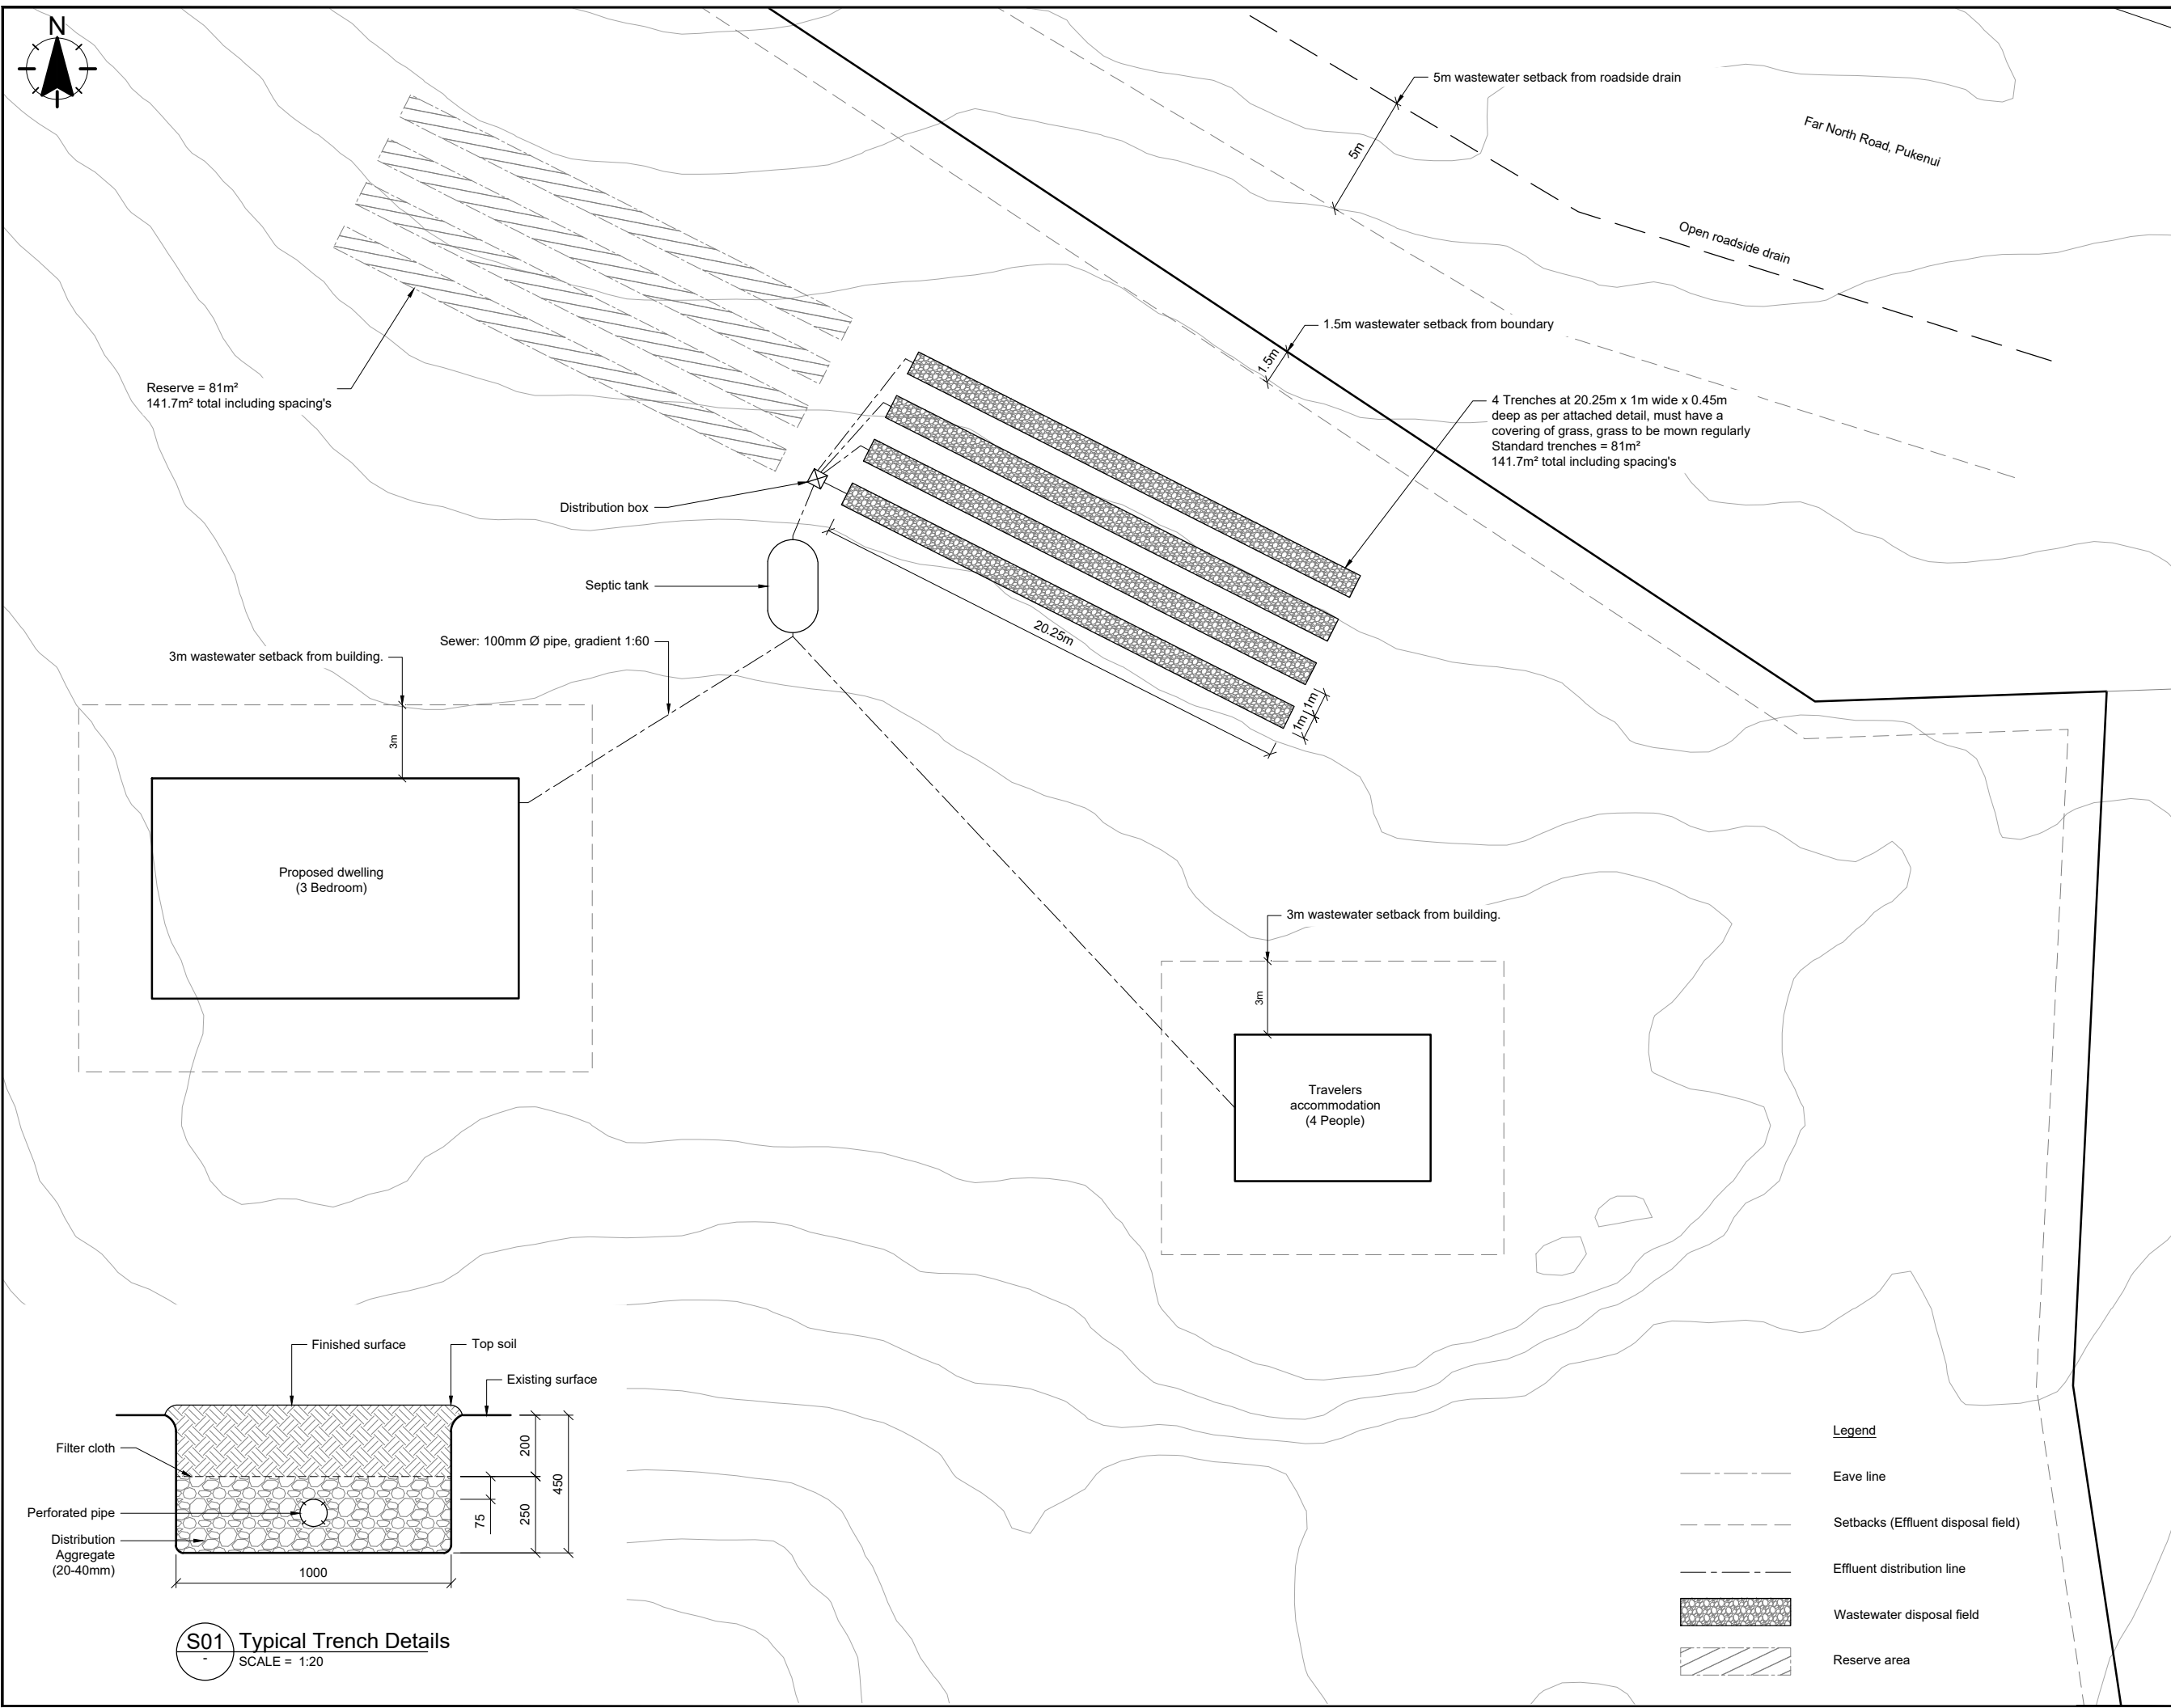 N
5m wastewater setback from roadside drain
Far North Road, Pukenui
5m
Open roadside drain
1.5m wastewater setback from boundary
1.5m
Reserve = 81m²
141.7m² total including spacing's
4 Trenches at 20.25m x 1m wide x 0.45m
deep as per attached detail, must have a
covering of grass, grass to be mown regularly
Standard trenches = 81m²
141.7m² total including spacing's
Distribution box
Septic tank
20.25m
Sewer: 100mm Ø pipe, gradient 1:60
3m wastewater setback from building.
1m
1m
3m
Proposed dwelling
(3 Bedroom)
3m wastewater setback from building.
3m
Travelers
accommodation
(4 People)
Finished surface
Top soil
Existing surface
Filter cloth
200
450
Perforated pipe
75
250
Distribution
Aggregate
(20-40mm)
1000
S01
-
Typical Trench Details
SCALE = 1:20
Legend
Eave line
Setbacks (Effluent disposal field)
Effluent distribution line
Wastewater disposal field
Reserve area